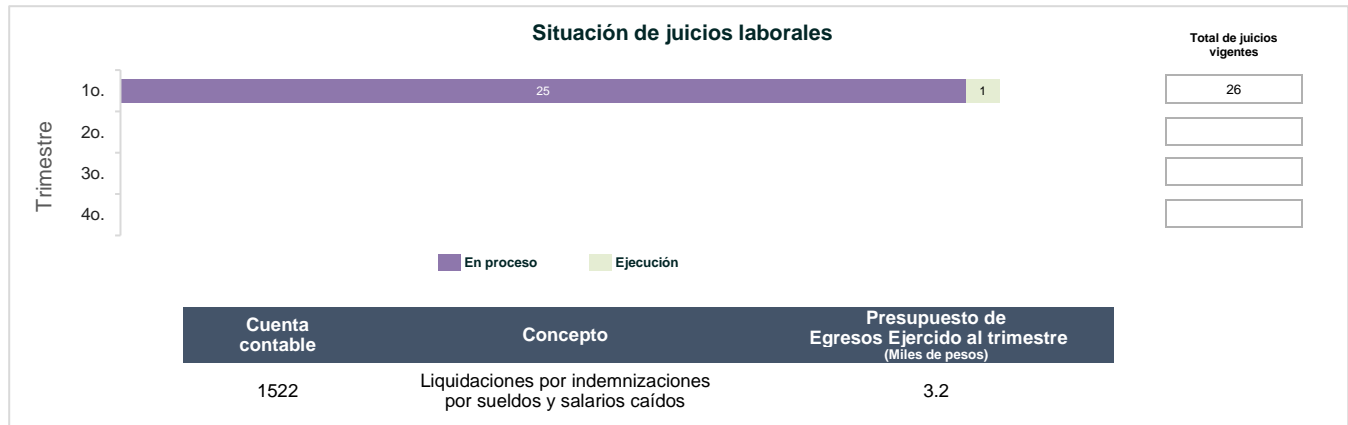 Situación de juicios laborales
Total de juicios
vigentes
Trimestre
1o.
25
1
26
2o.
3o.
4o.
En proceso
Ejecución
Cuenta
contable
Concepto
Presupuesto de
Egresos Ejercido al trimestre
(Miles de pesos)
1522
Liquidaciones por indemnizaciones
por sueldos y salarios caídos
3.2